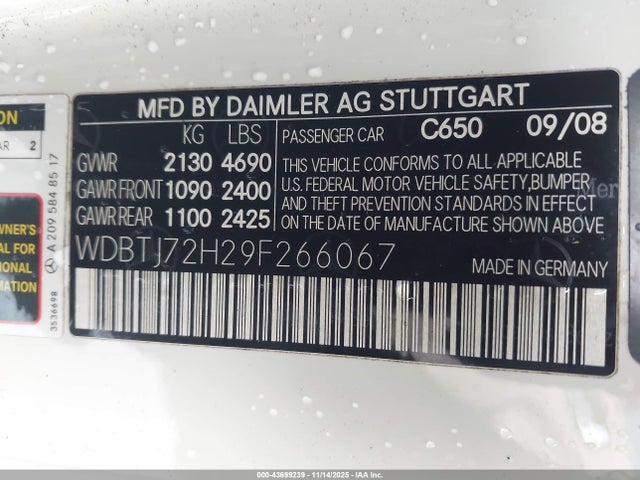 MFD BY DAIMLER AG STUTTGART
KG LBS
GVWR 2130 4690
GAWR FRONT 1090 2400
GAWR REAR 1100 2425
PASSENGER CAR C650 09/08
THIS VEHICLE CONFORMS TO ALL APPLICABLE
U.S. FEDERAL MOTOR VEHICLE SAFETY,BUMPER
AND THEFT PREVENTION STANDARDS IN EFFECT
ON THE DATE OF MANUFACTURE SHOWN ABOVE
WDBTJ72H29F266067
MADE IN GERMANY
ON
AR 2
WNER'S
AL FOR
IONAL
MATION
A 209 584 85 17
3536698
000-43699239 - 11/14/2025 - IAA Inc.